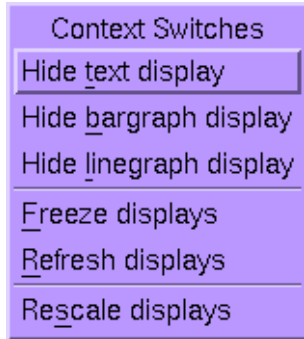 Context Switches
Hide text display
Hide bargraph display
Hide linegraph display
Freeze displays
Refresh displays
Rescale displays